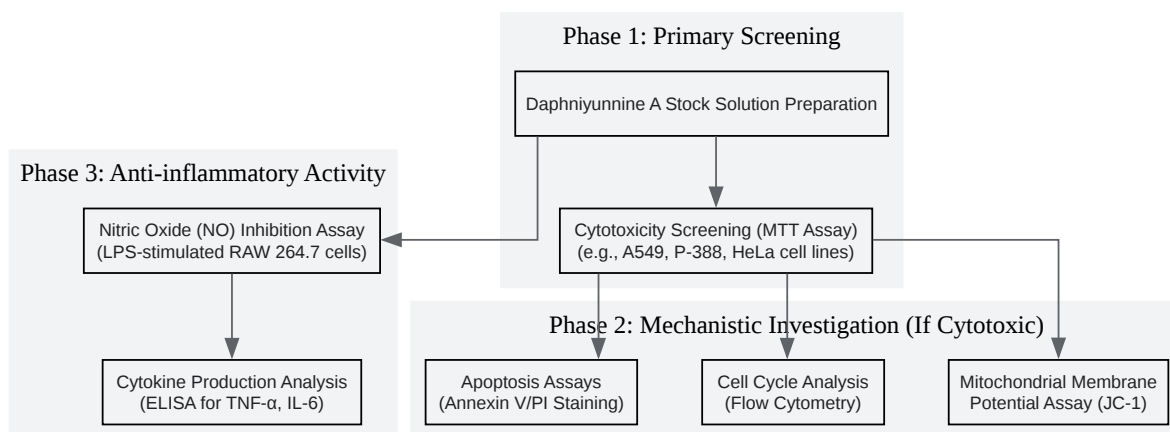 Phase 1: Primary Screening
Daphniyunnine A Stock Solution Preparation
Phase 3: Anti-inflammatory Activity
Nitric Oxide (NO) Inhibition Assay
(LPS-stimulated RAW 264.7 cells)
Cytotoxicity Screening (MTT Assay)
(e.g., A549, P-388, HeLa cell lines)
Phase 2: Mechanistic Investigation (If Cytotoxic)
Cytokine Production Analysis
(ELISA for TNF-α, IL-6)
Apoptosis Assays
(Annexin V/PI Staining)
Cell Cycle Analysis
(Flow Cytometry)
Mitochondrial Membrane
Potential Assay (JC-1)